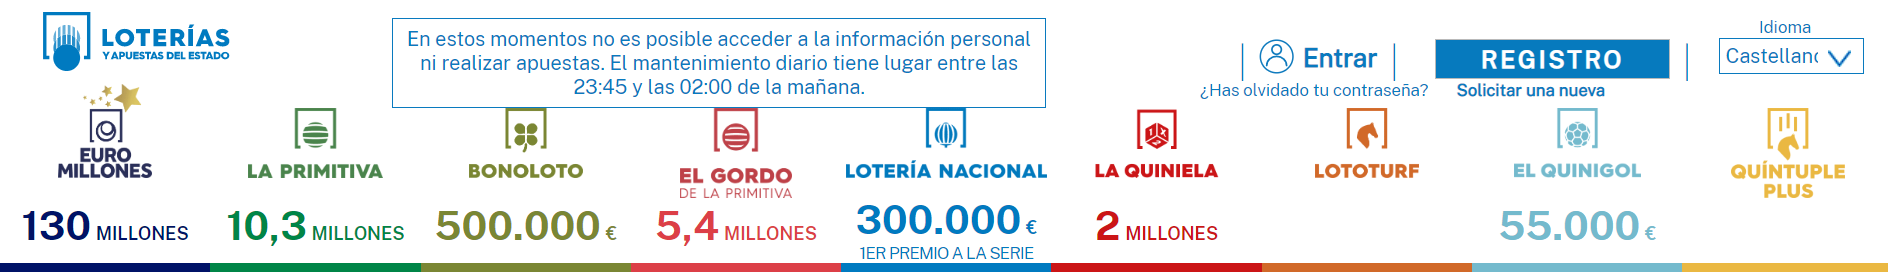 LOTERÍAS
Y APUESTAS DEL ESTADO
En estos momentos no es posible acceder a la información personal
ni realizar apuestas. El mantenimiento diario tiene lugar entre las
23:45 y las 02:00 de la mañana.
Entrar
REGISTRO
Idioma
Castellano
¿Has olvidado tu contraseña? Solicitar una nueva
EURO
MILLONES
130 MILLONES
LA PRIMITIVA
10,3 MILLONES
BONOLOTO
500.000 €
EL GORDO
DE LA PRIMITIVA
5,4 MILLONES
LOTERÍA NACIONAL
300.000 €
1ER PREMIO A LA SERIE
1X2
LA QUINIELA
2 MILLONES
LOTOTURF
EL QUINIGOL
55.000 €
QUÍNTUPLE
PLUS